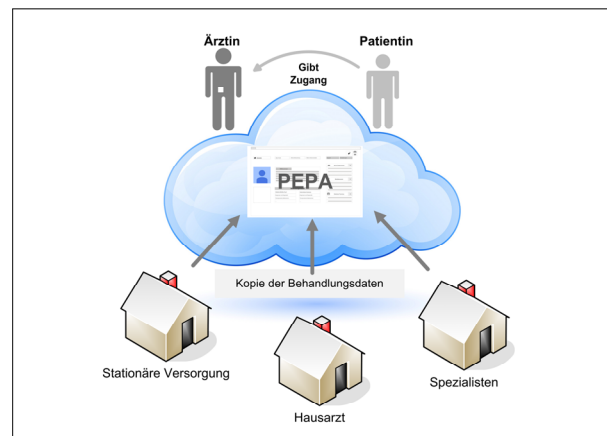 Ärztin
Patientin
Gibt
Zugang
PEPA
Kopie der Behandlungsdaten
Stationäre Versorgung
Hausarzt
Spezialisten